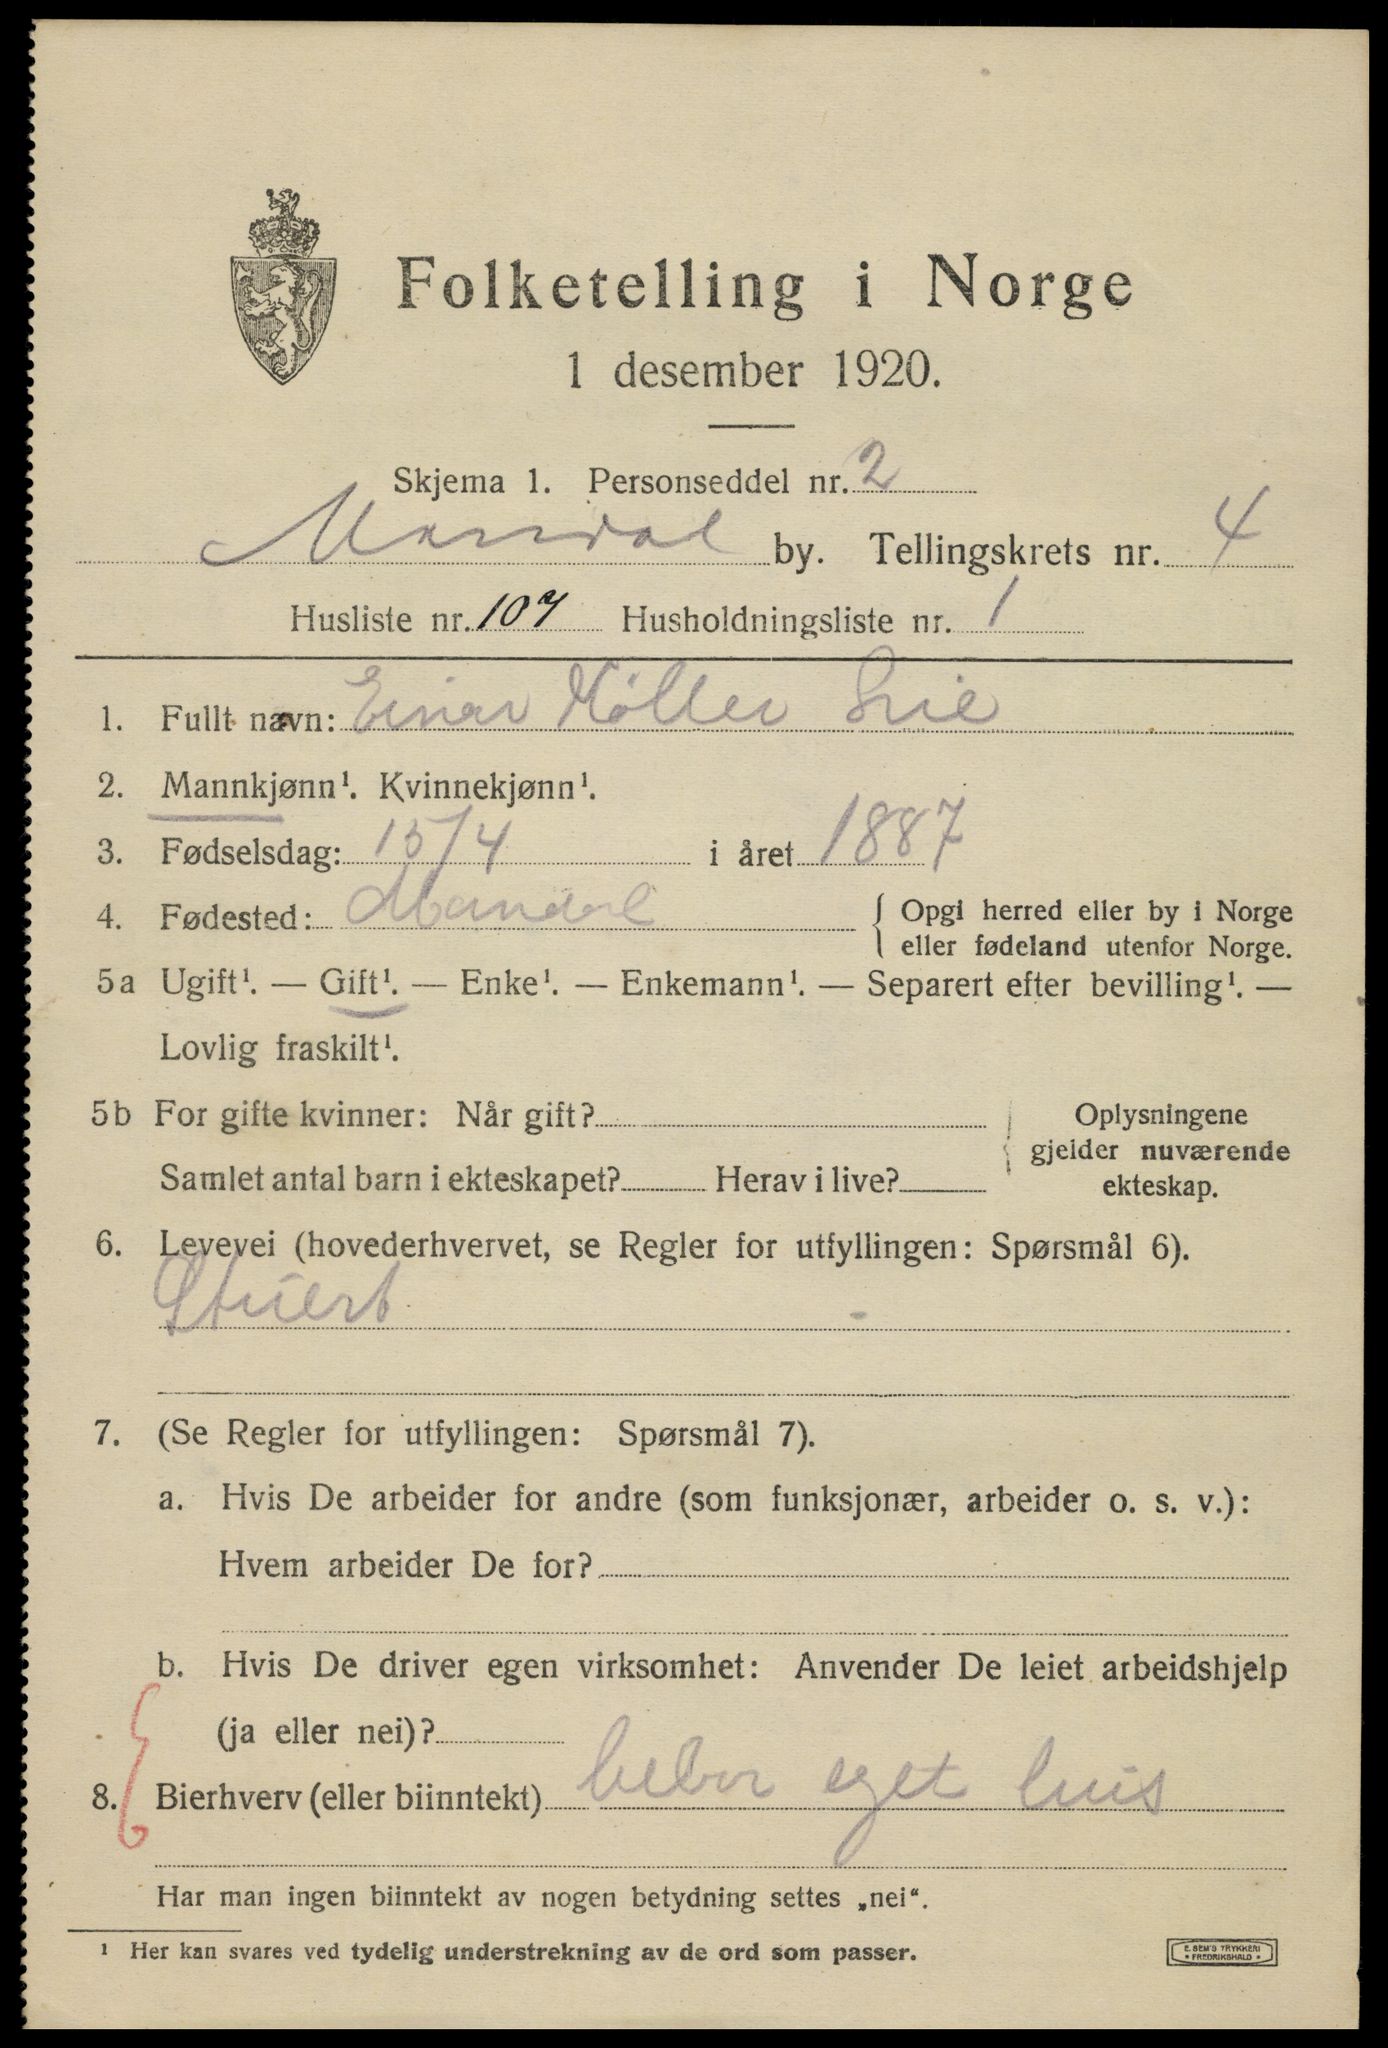 Folketelling i Norge
1 desember 1920.
Skjema 1. Personseddel nr. 2
Mandal by. Tellingskrets nr. 4
Husliste nr. 107 Husholdningsliste nr. 1
1. Fullt navn: Einar Møller
2. Mannkjønn¹. Kvinnekjønn¹.
3. Fødselsdag: 15/4 i året 1887
4. Fødested: Mandal { Opgi herred eller by i Norge
eller fødeland utenfor Norge.
5a Ugift¹. — Gift¹. — Enke¹. — Enkemann¹. — Separert efter bevilling¹. —
Lovlig fraskilt¹.
5b For gifte kvinner: Når gift? { Oplysningene
gjelder nuværende
Samlet antal barn i ekteskapet? Herav i live? ekteskap.
6. Levevei (hovederhvervet, se Regler for utfyllingen: Spørsmål 6).
Stuert
7. (Se Regler for utfyllingen: Spørsmål 7).
a. Hvis De arbeider for andre (som funksjonær, arbeider o. s. v.):
Hvem arbeider De for?
b. Hvis De driver egen virksomhet: Anvender De leiet arbeidshjelp
(ja eller nei)?
8. Bierhverv (eller biinntekt) bebor eget huis
Har man ingen biinntekt av nogen betydning settes „nei“.
¹ Her kan svares ved tydelig understrekning av de ord som passer.
E. SEM'S TRYKKERI
FREDRIKSHALD